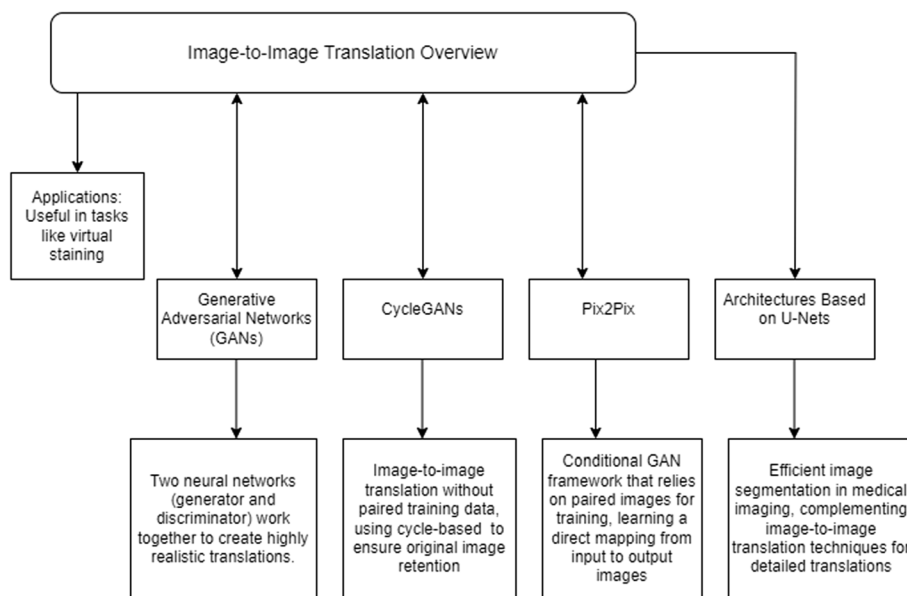 Image-to-Image Translation Overview
Applications:
Useful in tasks
like virtual
staining
Generative
Adversarial Networks
(GANs)
CycleGANs
Pix2Pix
Architectures Based
on U-Nets
Two neural networks
(generator and
discriminator) work
together to create highly
realistic translations.
Image-to-image
translation without
paired training data,
using cycle-based to
ensure original image
retention
Conditional GAN
framework that relies
on paired images for
training, learning a
direct mapping from
input to output
images
Efficient image
segmentation in medical
imaging, complementing
image-to-image
translation techniques for
detailed translations